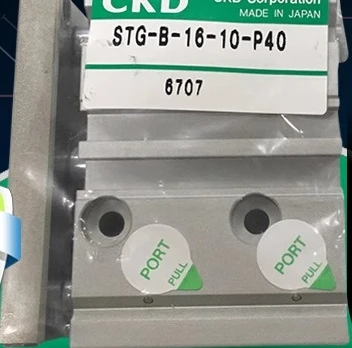 CKD
CKD Corporation
MADE IN JAPAN
STG-B-16-10-P40
6707
PORT
PULL
PORT
PULL